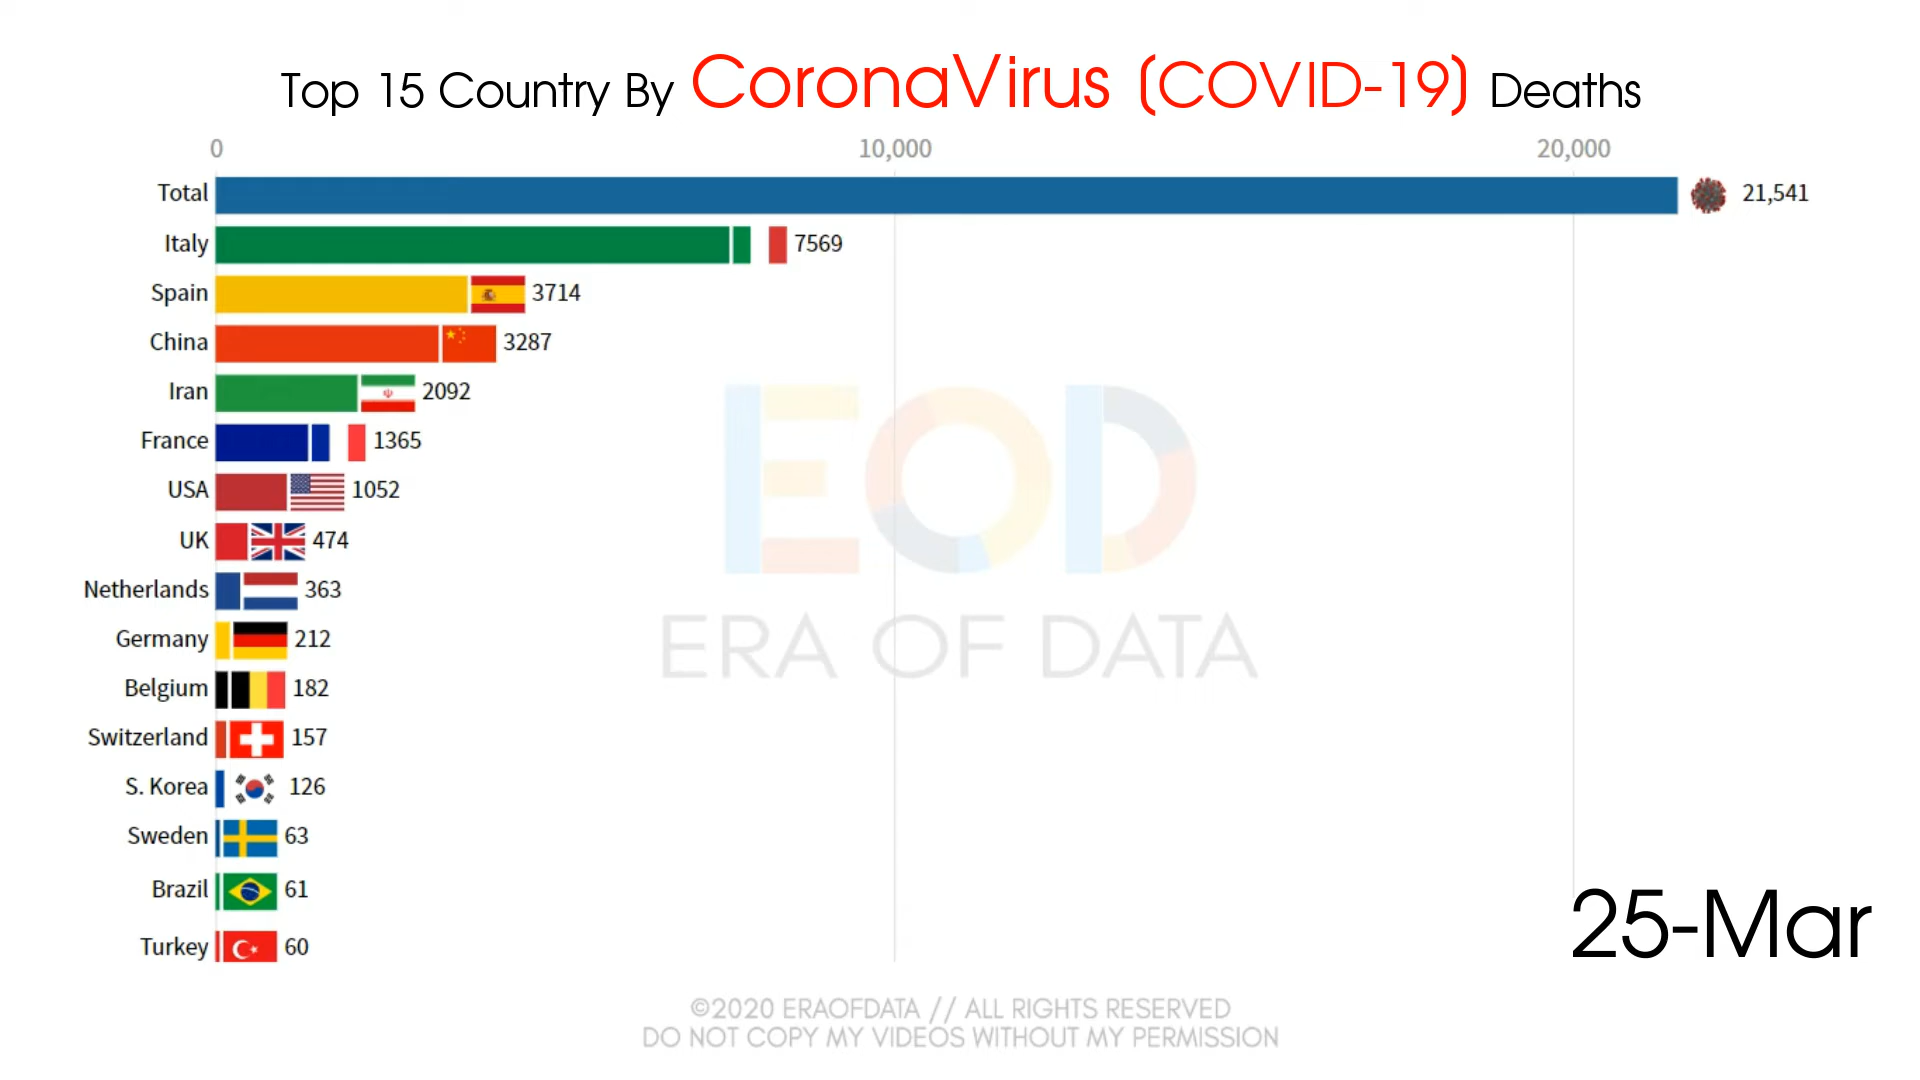 Top 15 Country By CoronaVirus (COVID-19) Deaths
0 10,000 20,000
Total 21,541
Italy 7569
Spain 3714
China 3287
Iran 2092
France 1365
USA 1052
UK 474
Netherlands 363
Germany 212
Belgium 182
Switzerland 157
S. Korea 126
Sweden 63
Brazil 61
Turkey 60
EOD
ERA OF DATA
25-Mar
©2020 ERAOFDATA // ALL RIGHTS RESERVED
DO NOT COPY MY VIDEOS WITHOUT MY PERMISSION